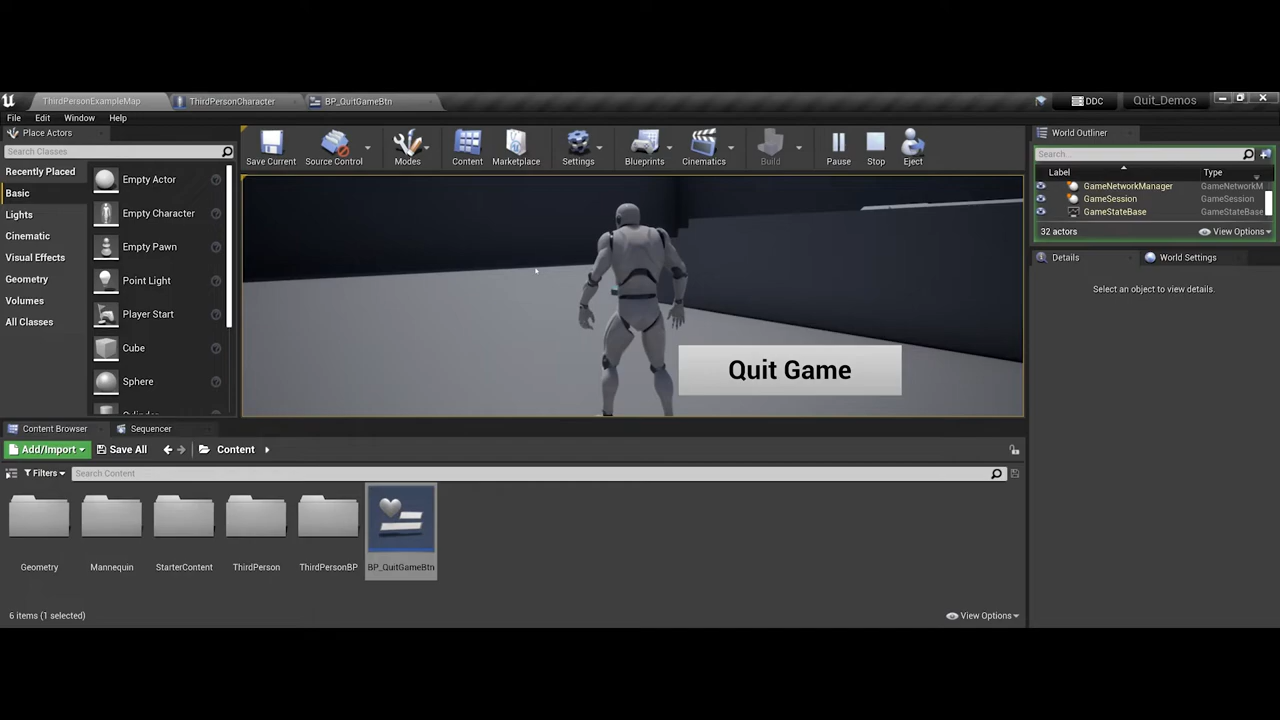 ThirdPersonExampleMap
ThirdPersonCharacter
BP_QuitGameBtn
DDC
Quit_Demos
File
Edit
Window
Help
Place Actors
Search Classes
Recently Placed
Basic
Lights
Cinematic
Visual Effects
Geometry
Volumes
All Classes
Empty Actor
Empty Character
Empty Pawn
Point Light
Player Start
Cube
Sphere
Save Current
Source Control
Modes
Content
Marketplace
Settings
Blueprints
Cinematics
Build
Pause
Stop
Eject
Quit Game
World Outliner
Search...
Label
Type
GameNetworkManager
GameNetworkM
GameSession
GameSession
GameStateBase
GameStateBase
32 actors
View Options
Details
World Settings
Select an object to view details.
Content Browser
Sequencer
Add/Import
Save All
Content
Filters
Search Content
Geometry
Mannequin
StarterContent
ThirdPerson
ThirdPersonBP
BP_QuitGameBtn
6 items (1 selected)
View Options